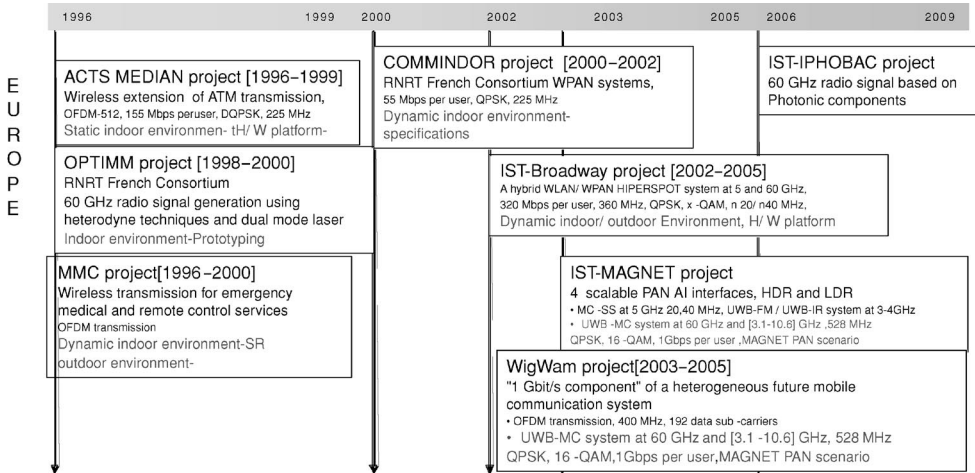 1996 1999 2000 2002 2003 2005 2006 2009
EUROPE
ACTS MEDIAN project [1996–1999]
Wireless extension of ATM transmission,
OFDM-512, 155 Mbps peruser, DQPSK, 225 MHz
Static indoor environmen- tH/ W platform-
OPTIMM project [1998–2000]
RNRT French Consortium
60 GHz radio signal generation using
heterodyne techniques and dual mode laser
Indoor environment-Prototyping
MMC project[1996–2000]
Wireless transmission for emergency
medical and remote control services
OFDM transmission
Dynamic indoor environment-SR
outdoor environment-
COMMINDOR project [2000–2002]
RNRT French Consortium WPAN systems,
55 Mbps per user, QPSK, 225 MHz
Dynamic indoor environment-
specifications
IST-IPHOBAC project
60 GHz radio signal based on
Photonic components
IST-Broadway project [2002–2005]
A hybrid WLAN/ WPAN HIPERSPOT system at 5 and 60 GHz,
320 Mbps per user, 360 MHz, QPSK, x -QAM, n 20/ n40 MHz,
Dynamic indoor/ outdoor Environment, H/ W platform
IST-MAGNET project
4 scalable PAN AI interfaces, HDR and LDR
• MC -SS at 5 GHz 20,40 MHz, UWB-FM / UWB-IR system at 3-4GHz
• UWB -MC system at 60 GHz and [3.1-10.6] GHz ,528 MHz
QPSK, 16 -QAM, 1Gbps per user ,MAGNET PAN scenario
WigWam project[2003–2005]
"1 Gbit/s component" of a heterogeneous future mobile
communication system
• OFDM transmission, 400 MHz, 192 data sub -carriers
• UWB-MC system at 60 GHz and [3.1 -10.6] GHz, 528 MHz
QPSK, 16 -QAM,1Gbps per user,MAGNET PAN scenario